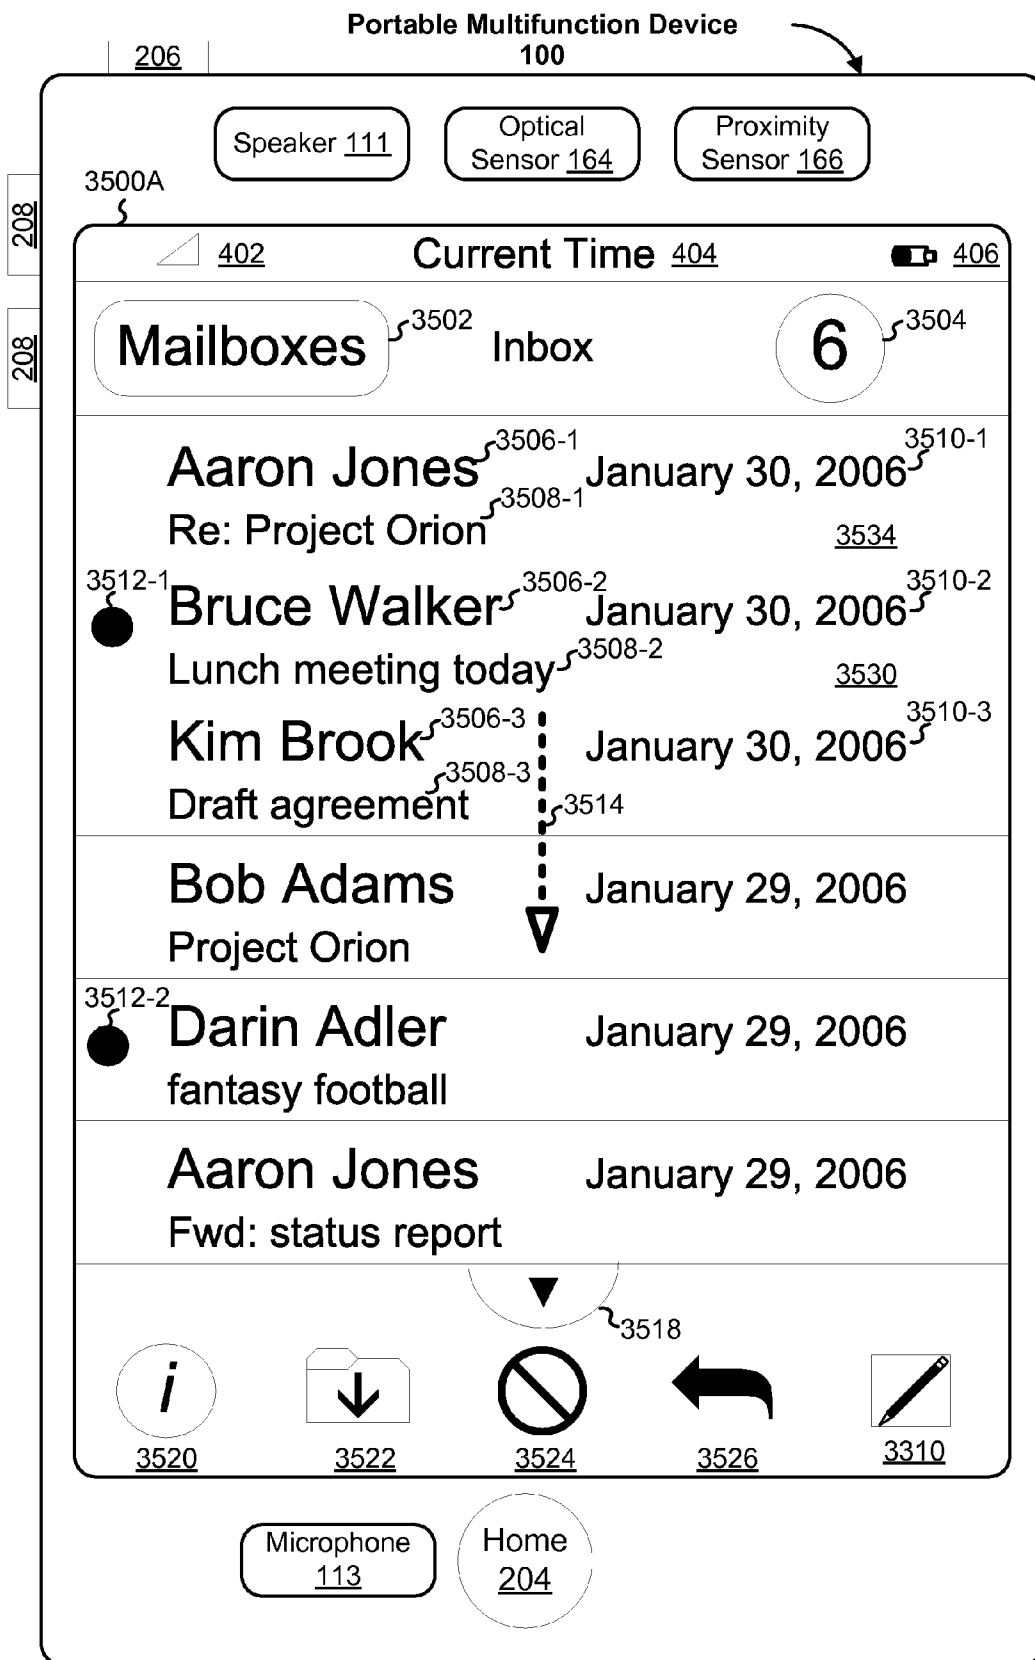 Portable Multifunction Device
100
206
Speaker 111
Optical
Sensor 164
Proximity
Sensor 166
3500A
208
208
402
Current Time 404
406
Mailboxes
3502
Inbox
6
3504
Aaron Jones
3506-1
January 30, 2006
3510-1
Re: Project Orion
3508-1
3534
3512-1
Bruce Walker
3506-2
January 30, 2006
3510-2
Lunch meeting today
3508-2
3530
Kim Brook
3506-3
January 30, 2006
3510-3
Draft agreement
3508-3
3514
Bob Adams
January 29, 2006
Project Orion
3512-2
Darin Adler
January 29, 2006
fantasy football
Aaron Jones
January 29, 2006
Fwd: status report
3518
i
3520
3522
3524
3526
3310
Microphone
113
Home
204